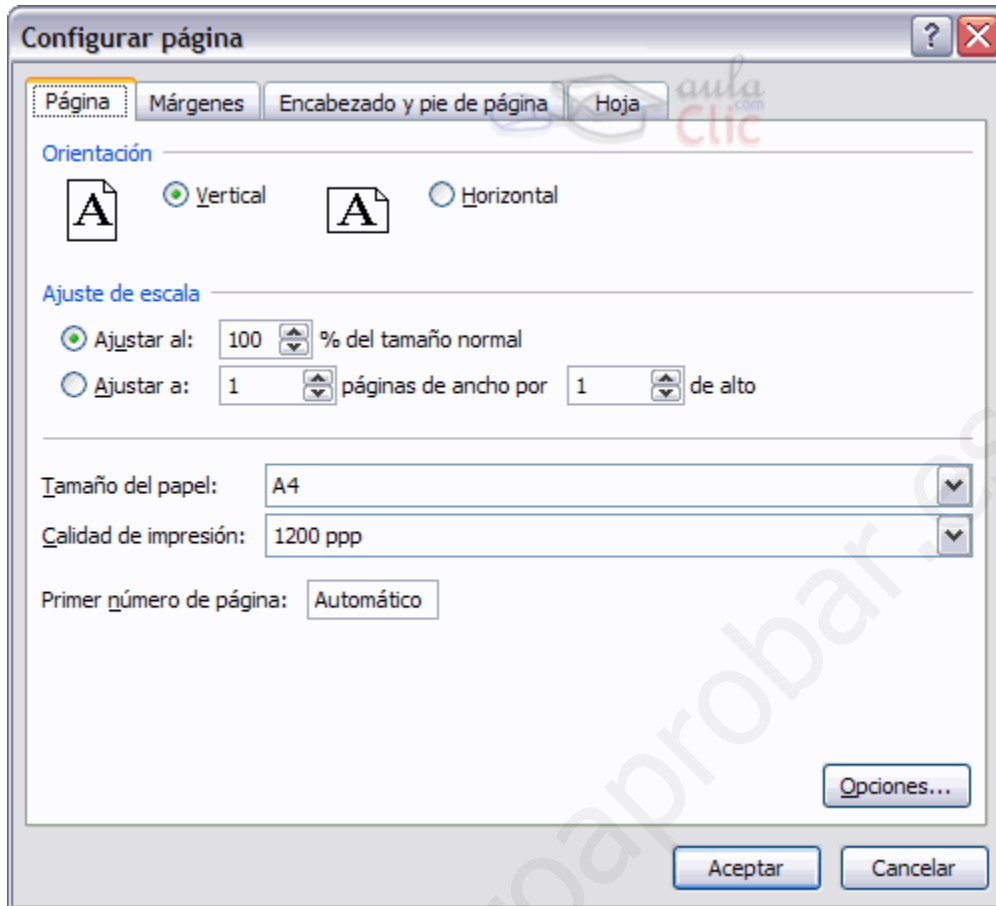 Configurar página
Página Márgenes Encabezado y pie de página Hoja
aula
.com
Clic
Orientación
A Vertical A Horizontal
Ajuste de escala
Ajustar al: 100 % del tamaño normal
Ajustar a: 1 páginas de ancho por 1 de alto
Tamaño del papel: A4
Calidad de impresión: 1200 ppp
Primer número de página: Automático
Opciones...
Aceptar Cancelar
roaprobar.es